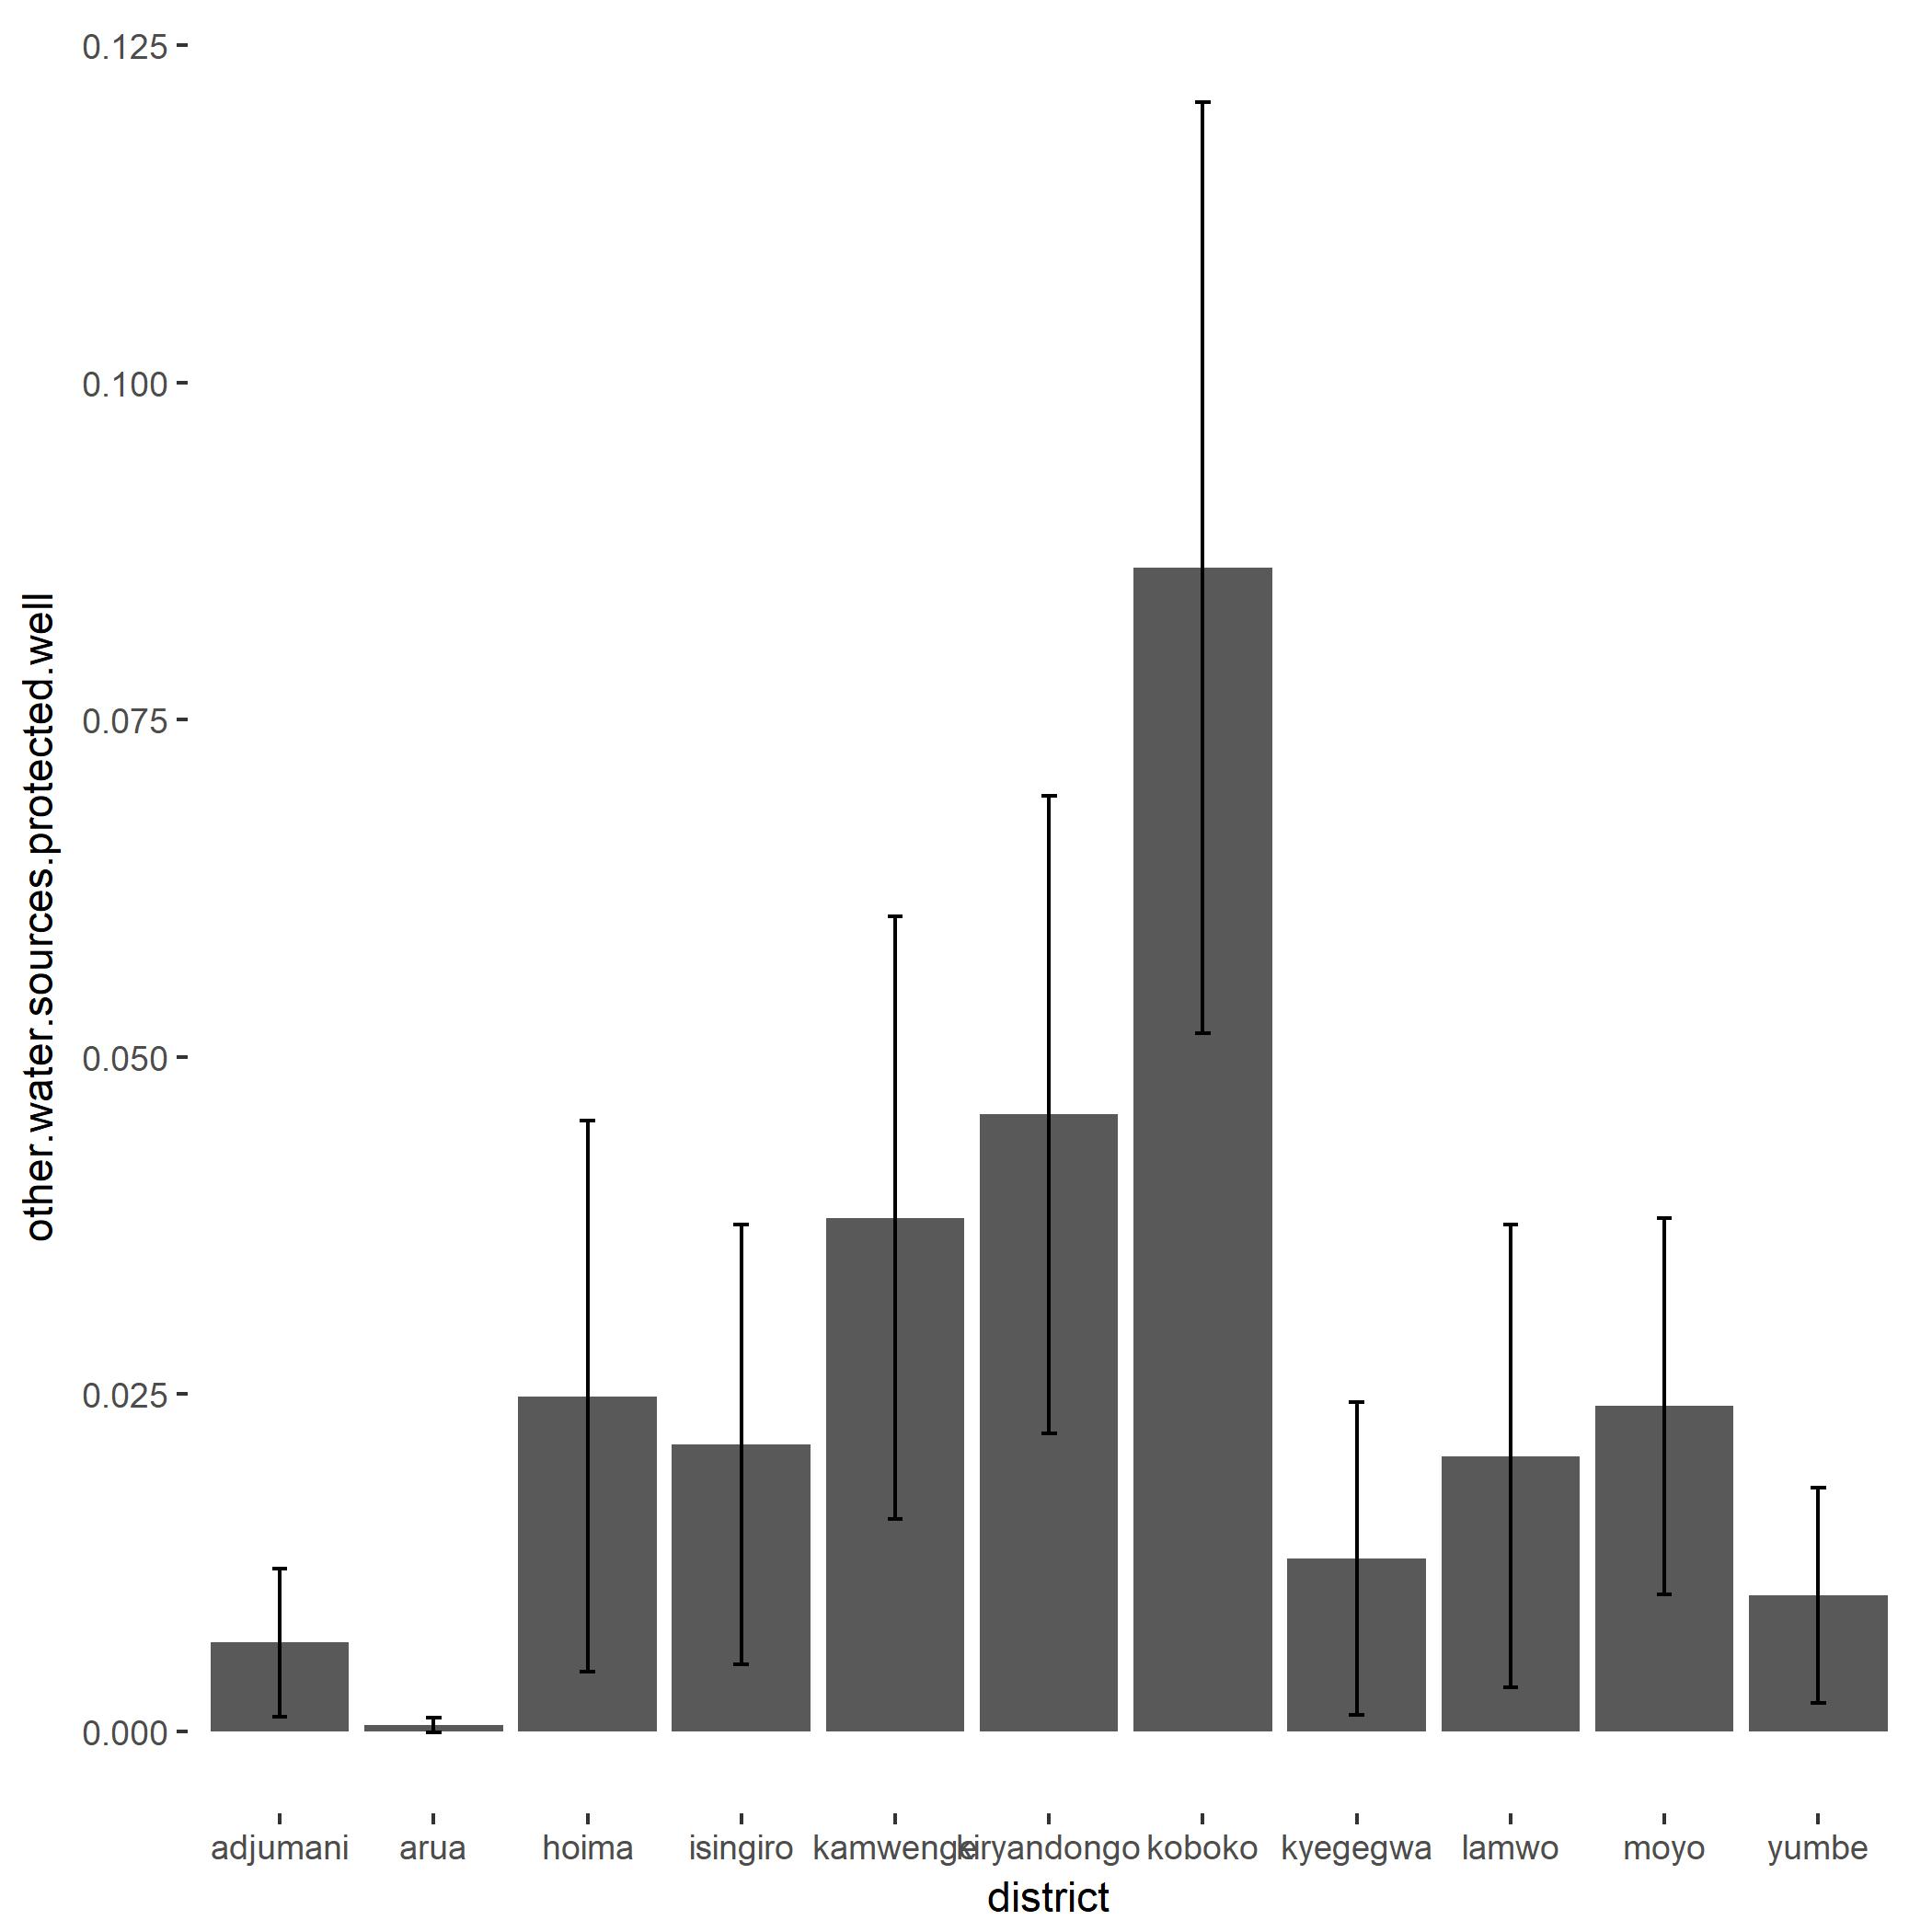 other.water.sources.protected.well
0.125
0.100
0.075
0.050
0.025
0.000
adjumani arua hoima isingiro kamwenge kiryandongo koboko kyegegwa lamwo moyo yumbe
district